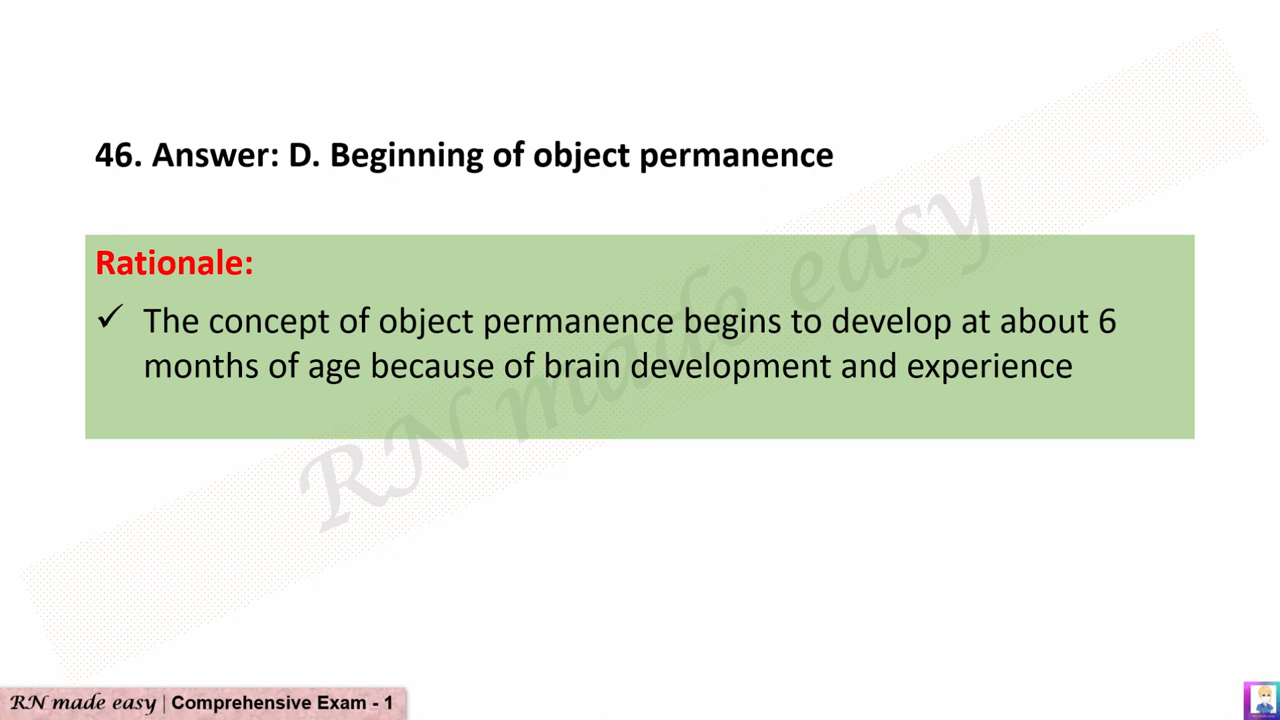 46. Answer: D. Beginning of object permanence
Rationale:
✓ The concept of object permanence begins to develop at about 6
months of age because of brain development and experience
RN made easy
RN made easy | Comprehensive Exam - 1